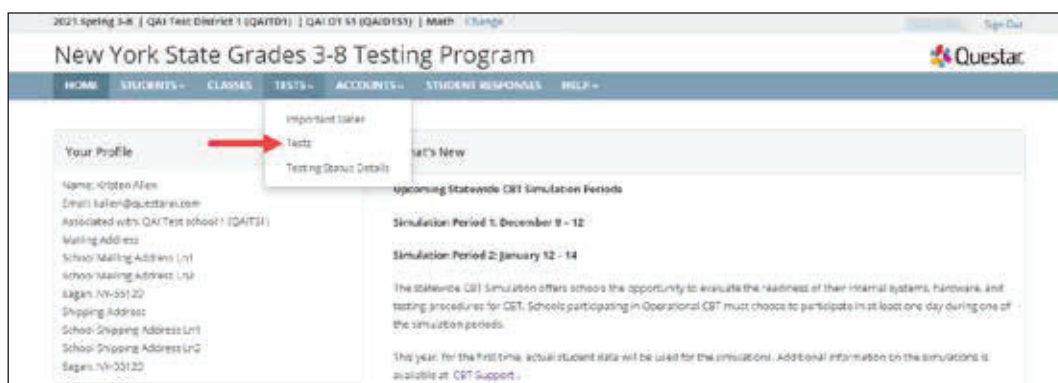 2021 Spring 3-8 | QAI Test District 1 (QAITD1) | QAI D1 S1 (QAID1S1) | Math Change
Sign Out
New York State Grades 3-8 Testing Program
Questar
HOME STUDENTS CLASSES TESTS ACCOUNTS STUDENT RESPONSES HELP
Important Dates
Tests
Testing Status Details
Your Profile
What's New
Name: Kristen Allen
Email: kallen@questarai.com
Associated with: QAI Test school 1 (QAITS1)
Mailing Address
School Mailing Address Ln1
School Mailing Address Ln2
Eagan, NY-55123
Shipping Address
School Shipping Address Ln1
School Shipping Address Ln2
Eagan, NY-55123
Upcoming Statewide CBT Simulation Periods
Simulation Period 1: December 9 - 12
Simulation Period 2: January 12 - 14
The statewide CBT Simulation offers schools the opportunity to evaluate the readiness of their internal systems, hardware, and
testing procedures for CBT. Schools participating in Operational CBT must choose to participate in at least one day during one of
the simulation periods.
This year, for the first time, actual student data will be used for the simulations. Additional information on the simulations is
available at CBT Support.